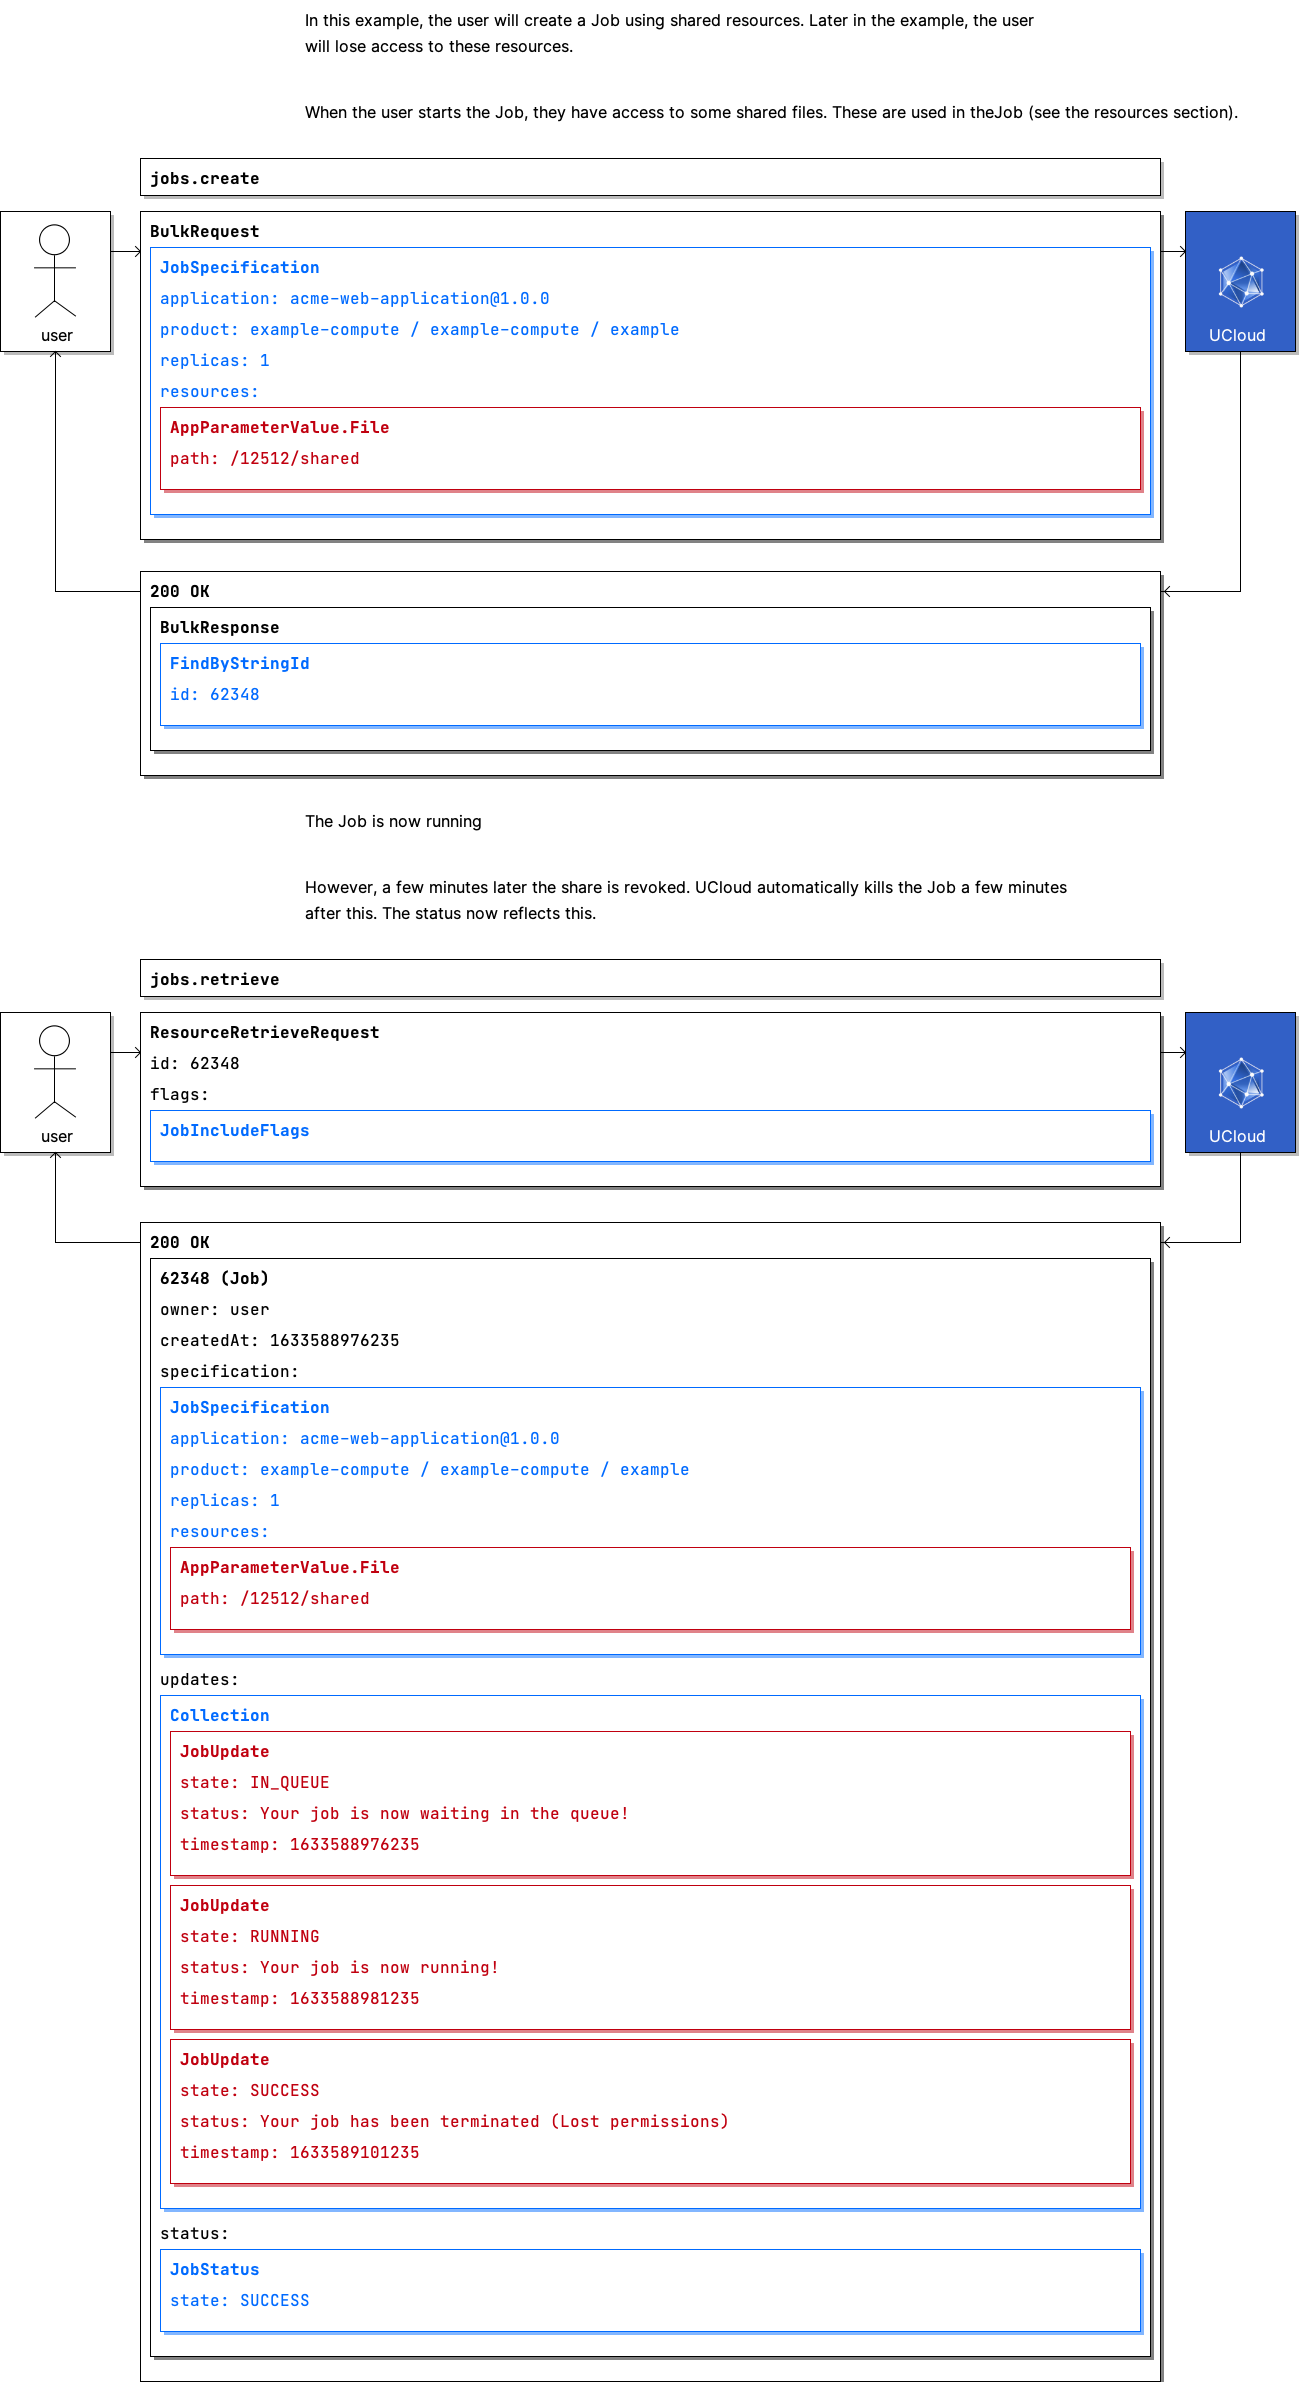 In this example, the user will create a Job using shared resources. Later in the example, the user
will lose access to these resources.
When the user starts the Job, they have access to some shared files. These are used in theJob (see the resources section).
jobs.create
BulkRequest
JobSpecification
application: acme-web-application@1.0.0
product: example-compute / example-compute / example
replicas: 1
resources:
AppParameterValue.File
path: /12512/shared
user
UCloud
200 OK
BulkResponse
FindByStringId
id: 62348
The Job is now running
However, a few minutes later the share is revoked. UCloud automatically kills the Job a few minutes
after this. The status now reflects this.
jobs.retrieve
ResourceRetrieveRequest
id: 62348
flags:
JobIncludeFlags
user
UCloud
200 OK
62348 (Job)
owner: user
createdAt: 1633588976235
specification:
JobSpecification
application: acme-web-application@1.0.0
product: example-compute / example-compute / example
replicas: 1
resources:
AppParameterValue.File
path: /12512/shared
updates:
Collection
JobUpdate
state: IN_QUEUE
status: Your job is now waiting in the queue!
timestamp: 1633588976235
JobUpdate
state: RUNNING
status: Your job is now running!
timestamp: 1633588981235
JobUpdate
state: SUCCESS
status: Your job has been terminated (Lost permissions)
timestamp: 1633589101235
status:
JobStatus
state: SUCCESS